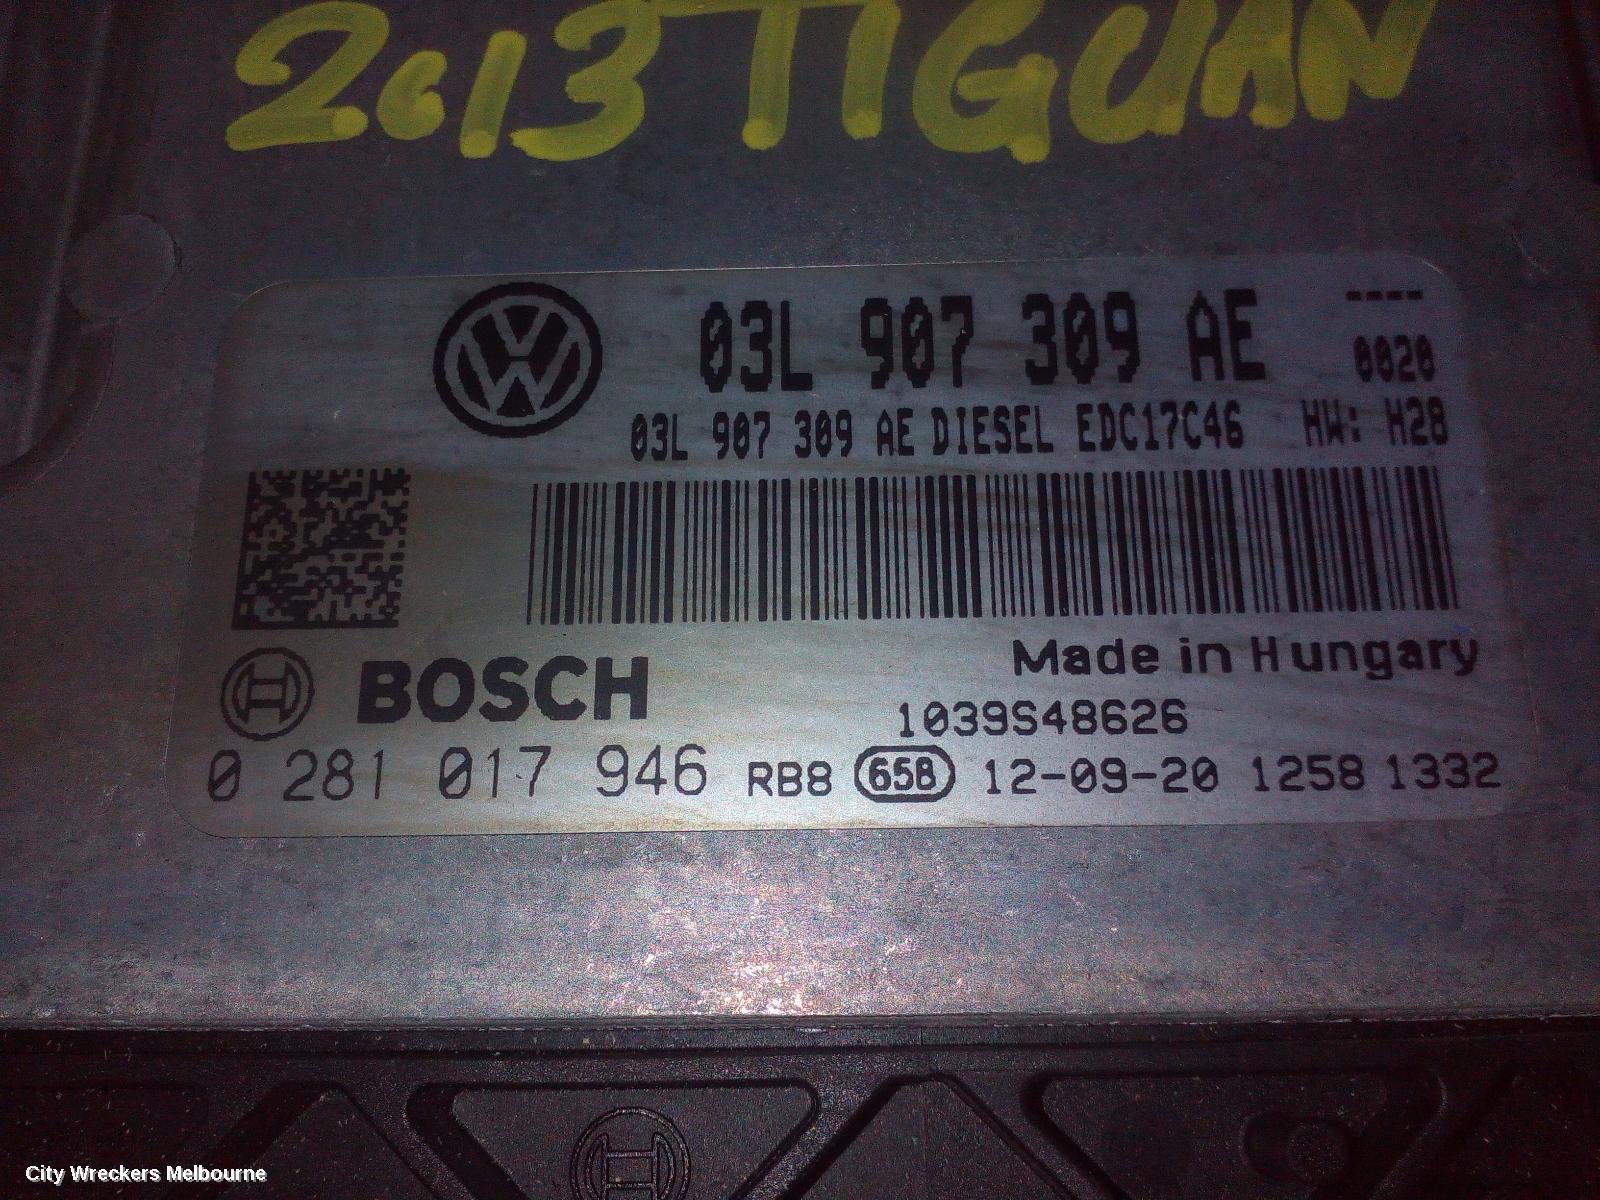 2013 TIGUAN
03L 907 309 AE ----
0020
03L 907 309 AE DIESEL EDC17C46 HW: H28
BOSCH
Made in Hungary
1039S48626
0 281 017 946 RB8 65B 12-09-20 1258 1332
City Wreckers Melbourne